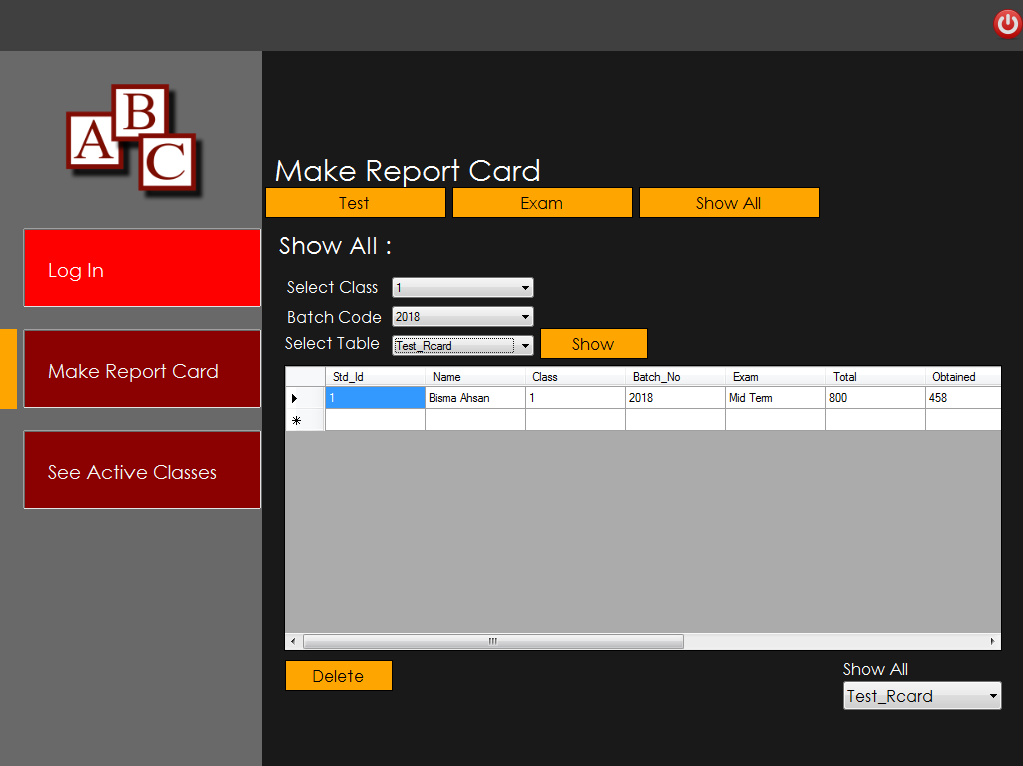 A B C
Log In
Make Report Card
See Active Classes
Make Report Card
Test Exam Show All
Show All :
Select Class 1
Batch Code 2018
Select Table Test_Rcard Show
Std_Id Name Class Batch_No Exam Total Obtained
1 Bisma Ahsan 1 2018 Mid Term 800 458
Delete
Show All
Test_Rcard